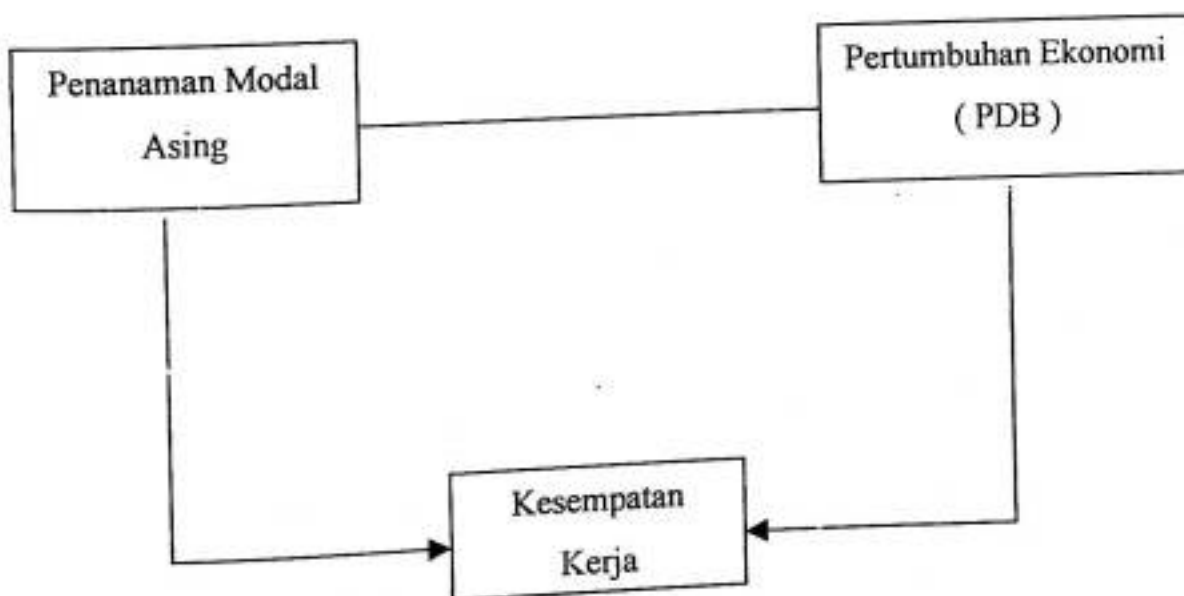 Penanaman Modal
Asing
Pertumbuhan Ekonomi
( PDB )
Kesempatan
Kerja